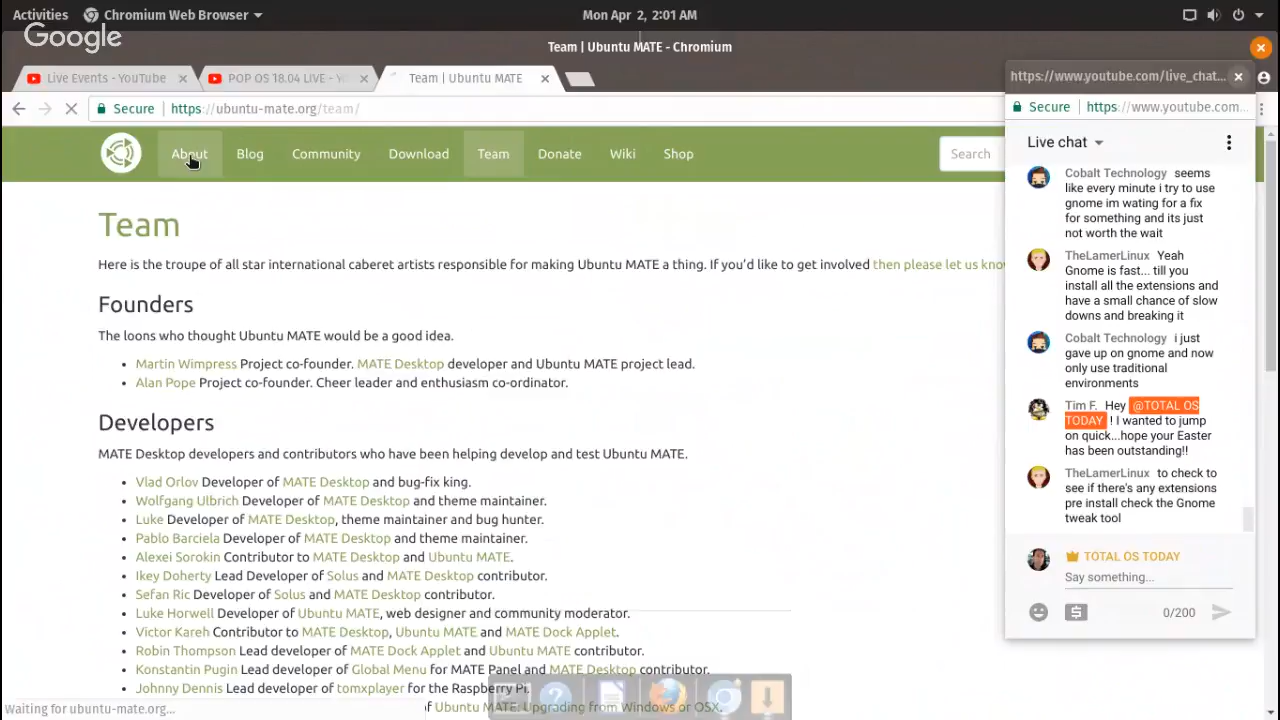 Activities Chromium Web Browser Mon Apr 2, 2:01 AM
Google
Team | Ubuntu MATE - Chromium
Live Events - YouTube POP OS 18.04 LIVE - Y Team | Ubuntu MATE
Secure https://ubuntu-mate.org/team/
About Blog Community Download Team Donate Wiki Shop Search
Team
Here is the troupe of all star international caberet artists responsible for making Ubuntu MATE a thing. If you'd like to get involved then please let us know
Founders
The loons who thought Ubuntu MATE would be a good idea.
Martin Wimpress Project co-founder. MATE Desktop developer and Ubuntu MATE project lead.
Alan Pope Project co-founder. Cheer leader and enthusiasm co-ordinator.
Developers
MATE Desktop developers and contributors who have been helping develop and test Ubuntu MATE.
Vlad Orlov Developer of MATE Desktop and bug-fix king.
Wolfgang Ulbrich Developer of MATE Desktop and theme maintainer.
Luke Developer of MATE Desktop, theme maintainer and bug hunter.
Pablo Barciela Developer of MATE Desktop and theme maintainer.
Alexei Sorokin Contributor to MATE Desktop and Ubuntu MATE.
Ikey Doherty Lead Developer of Solus and MATE Desktop contributor.
Sefan Ric Developer of Solus and MATE Desktop contributor.
Luke Horwell Developer of Ubuntu MATE, web designer and community moderator.
Victor Kareh Contributor to MATE Desktop, Ubuntu MATE and MATE Dock Applet.
Robin Thompson Lead developer of MATE Dock Applet and Ubuntu MATE contributor.
Konstantin Pugin Lead developer of Global Menu for MATE Panel and MATE Desktop contributor.
Johnny Dennis Lead developer of tomxplayer for the Raspberry Pi.
of Ubuntu MATE: Upgrading from Windows or OSX.
Waiting for ubuntu-mate.org...
https://www.youtube.com/live_chat...
Secure https://www.youtube.com...
Live chat
Cobalt Technology seems
like every minute i try to use
gnome im wating for a fix
for something and its just
not worth the wait
TheLamerLinux Yeah
Gnome is fast... till you
install all the extensions and
have a small chance of slow
downs and breaking it
Cobalt Technology i just
gave up on gnome and now
only use traditional
environments
Tim F. Hey @TOTAL OS
TODAY ! I wanted to jump
on quick...hope your Easter
has been outstanding!!
TheLamerLinux to check to
see if there's any extensions
pre install check the Gnome
tweak tool
TOTAL OS TODAY
Say something...
0/200